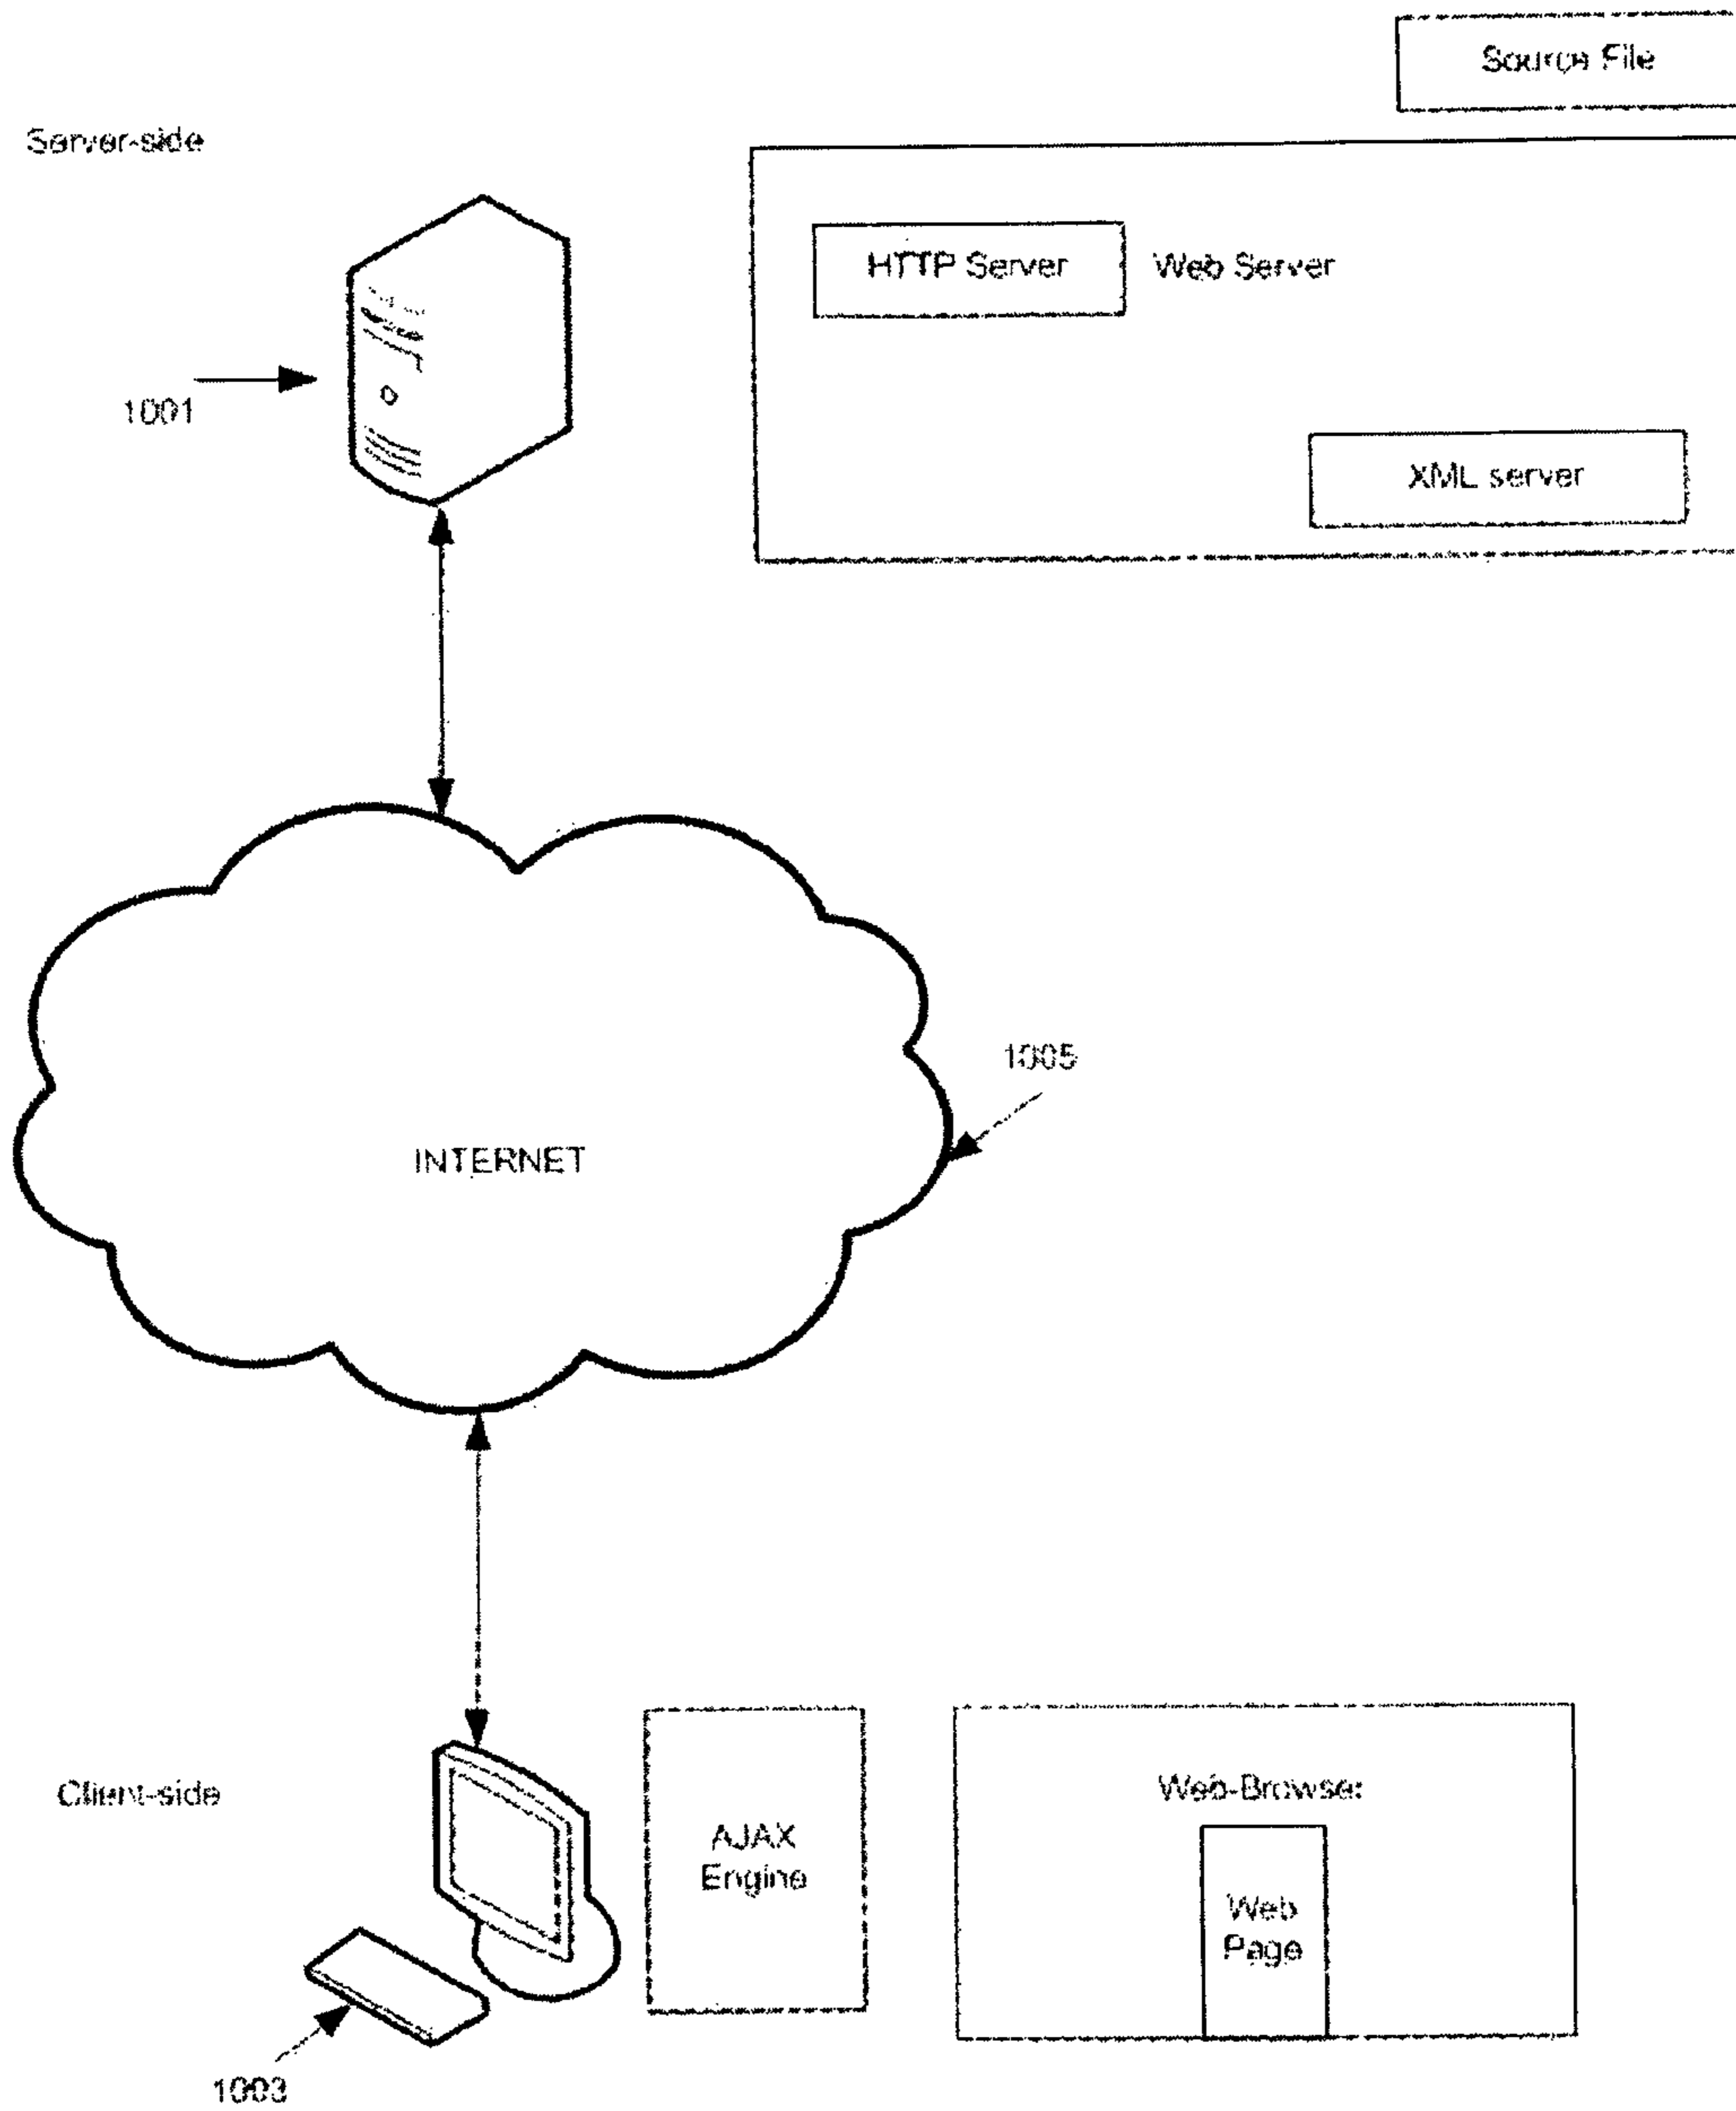 Source File
Server-side
HTTP Server
Web Server
1001
XML server
1005
INTERNET
Client-side
Web-Browser
AJAX
Engine
Web
Page
1003